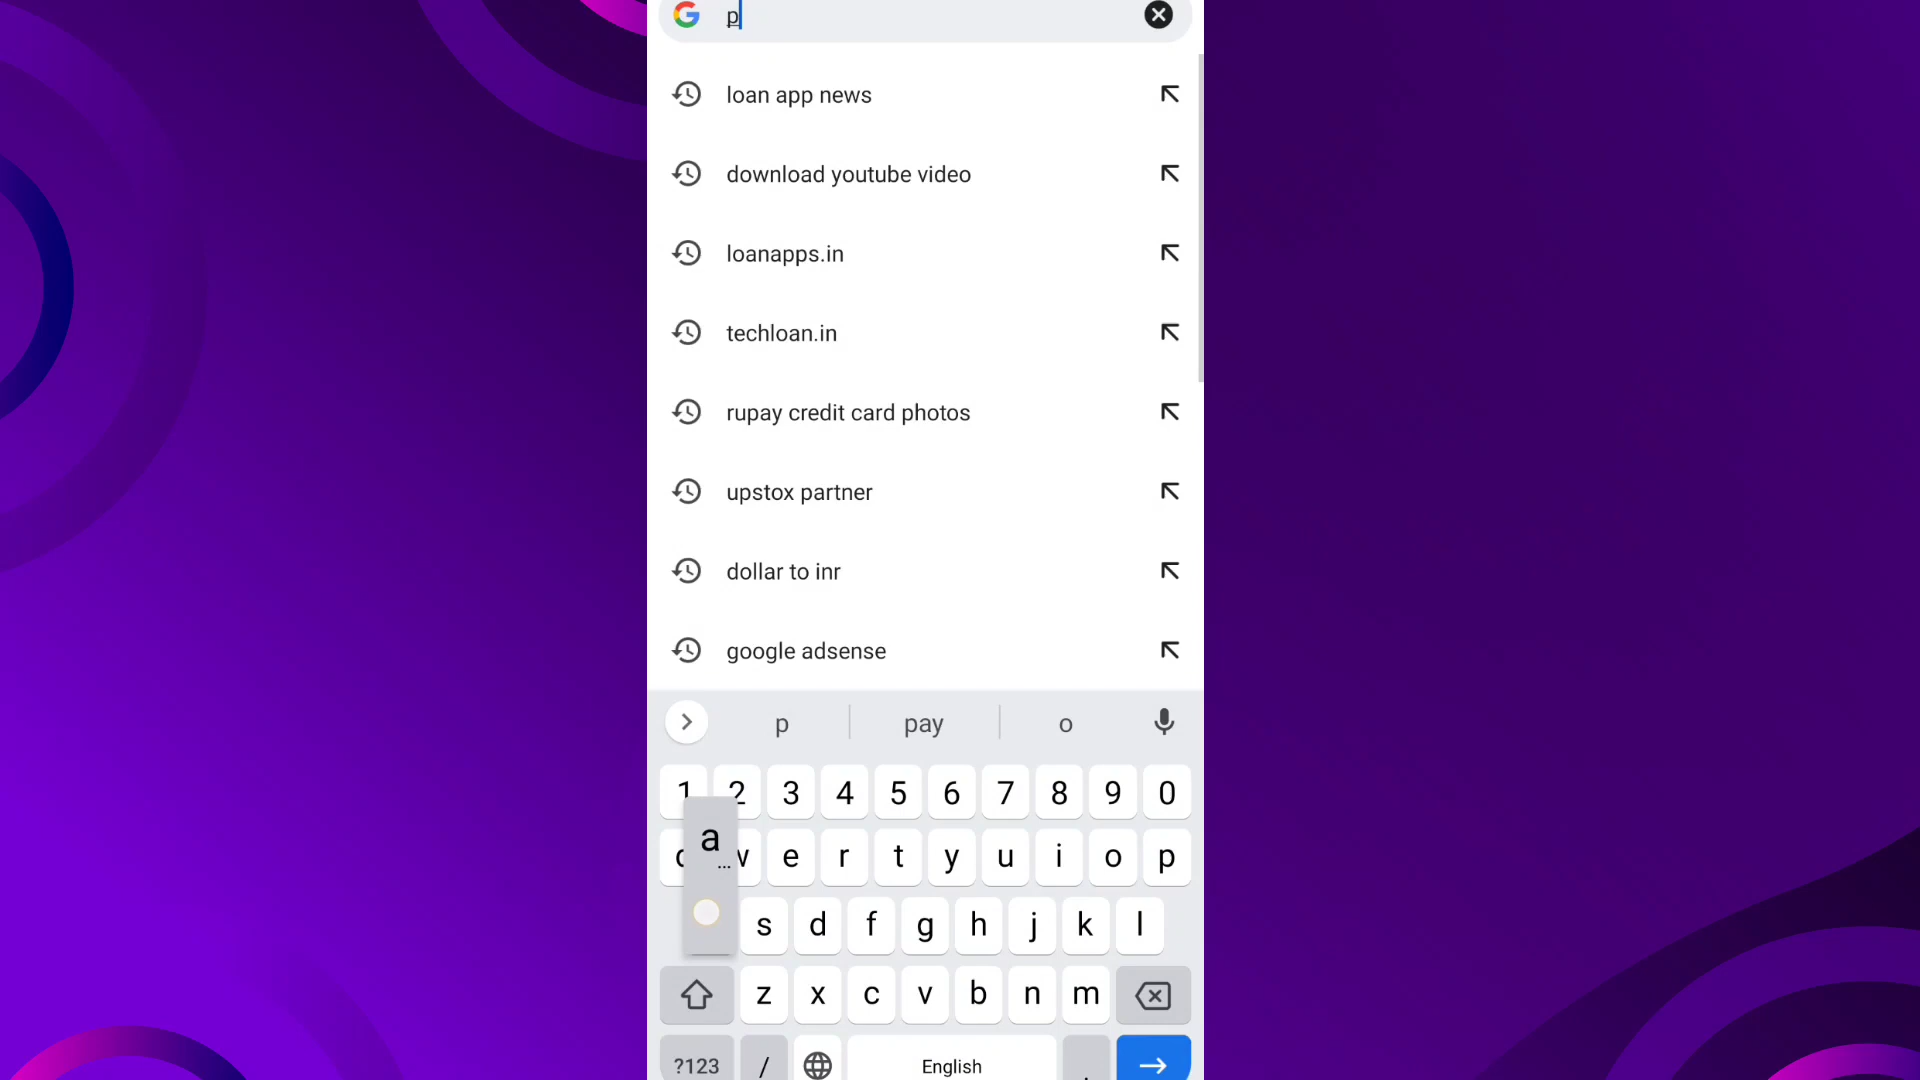 p
loan app news
download youtube video
loanapps.in
techloan.in
rupay credit card photos
upstox partner
dollar to inr
google adsense
p pay o
1 2 3 4 5 6 7 8 9 0
a
w e r t y u i o p
s d f g h j k l
z x c v b n m
?123 / English .